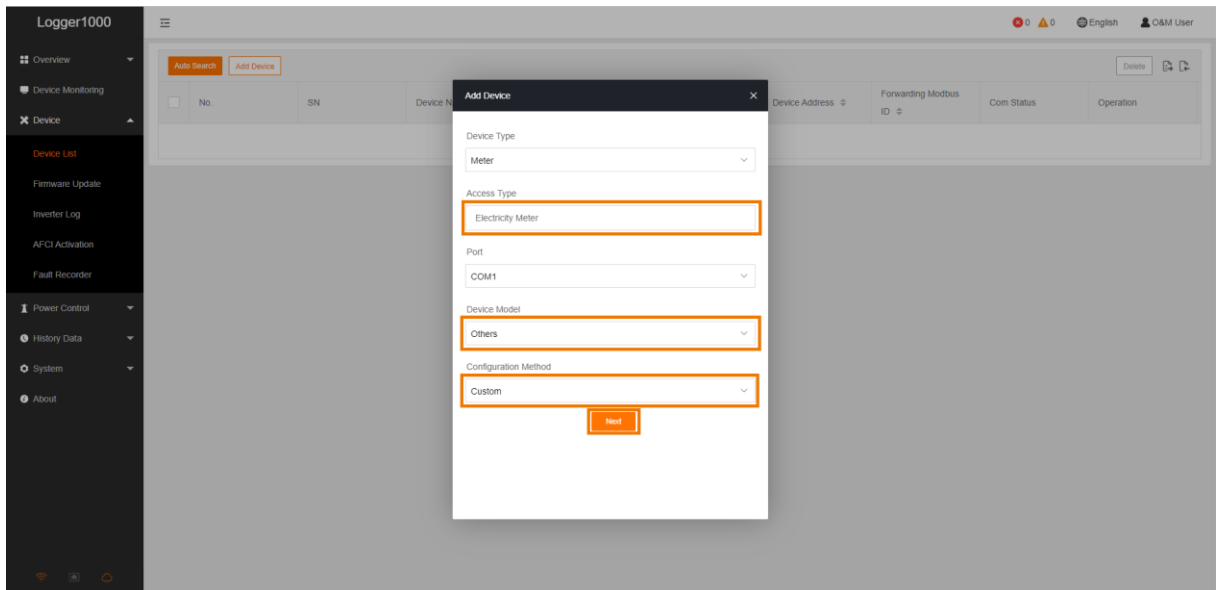 Logger1000
0 0 English O&M User
Overview
Device Monitoring
Device
Device List
Firmware Update
Inverter Log
AFCI Activation
Fault Recorder
Power Control
History Data
System
About
Auto Search Add Device Delete
No. SN Device N Device Address Forwarding Modbus ID Com Status Operation
Add Device
Device Type
Meter
Access Type
Electricity Meter
Port
COM1
Device Model
Others
Configuration Method
Custom
Next